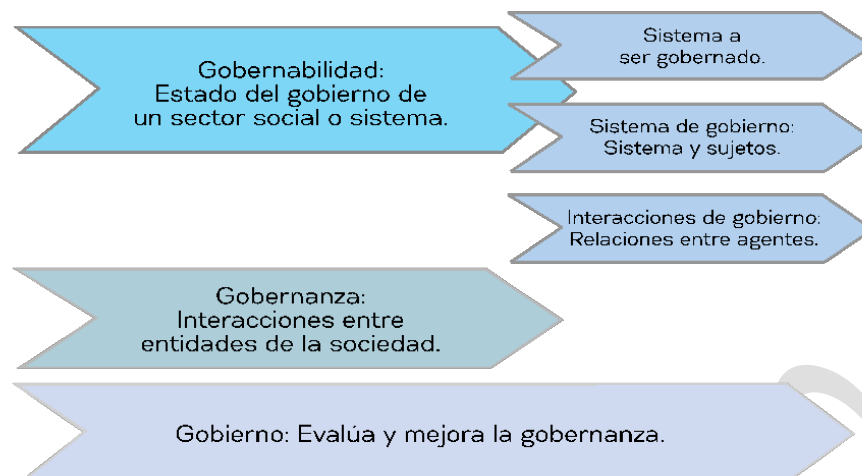 Gobernabilidad:
Estado del gobierno de
un sector social o sistema.
Sistema a
ser gobernado.
Sistema de gobierno:
Sistema y sujetos.
Interacciones de gobierno:
Relaciones entre agentes.
Gobernanza:
Interacciones entre
entidades de la sociedad.
Gobierno: Evalúa y mejora la gobernanza.